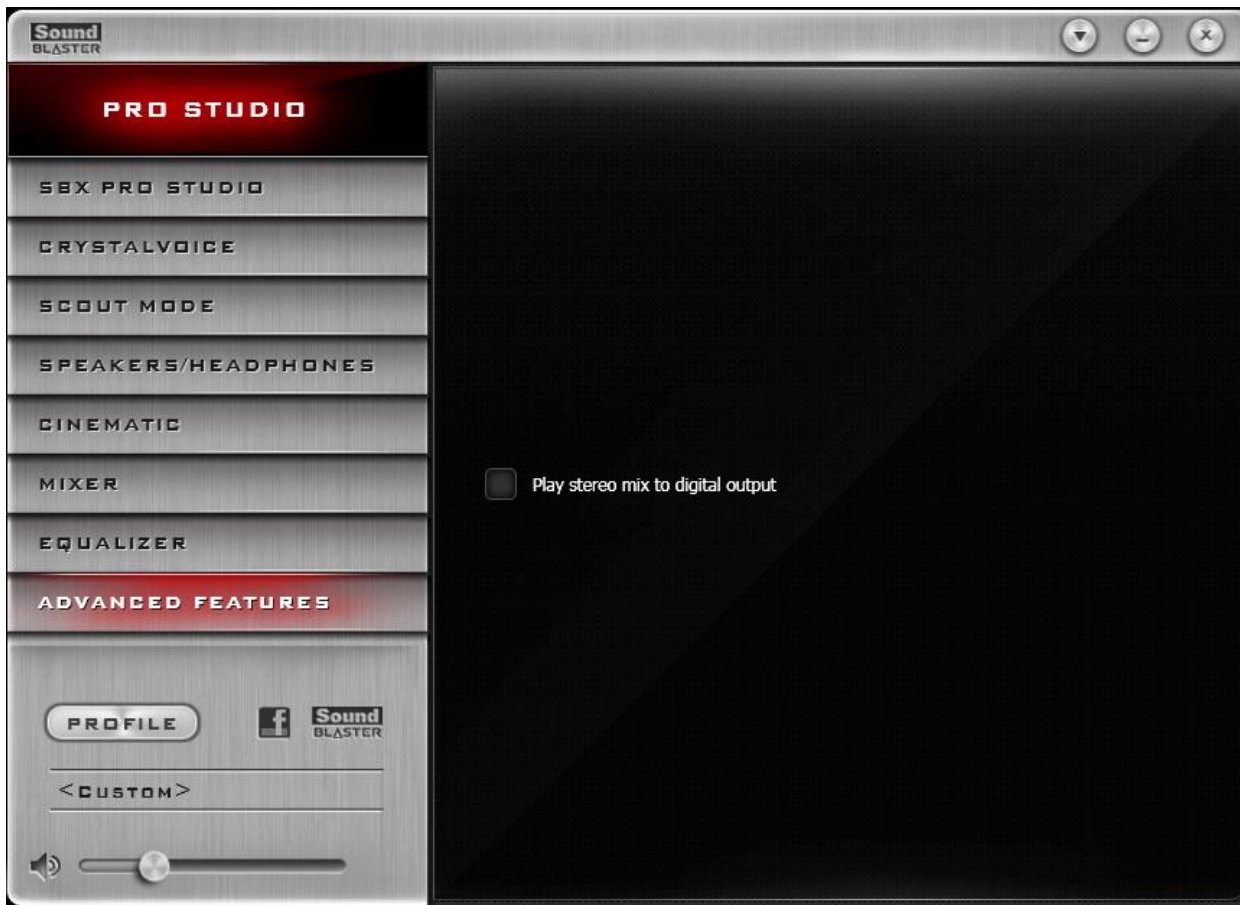 Sound
BLASTER
PRO STUDIO
SBX PRO STUDIO
CRYSTALVOICE
SCOUT MODE
SPEAKERS/HEADPHONES
CINEMATIC
MIXER
Play stereo mix to digital output
EQUALIZER
ADVANCED FEATURES
PROFILE
f
Sound
BLASTER
<CUSTOM>